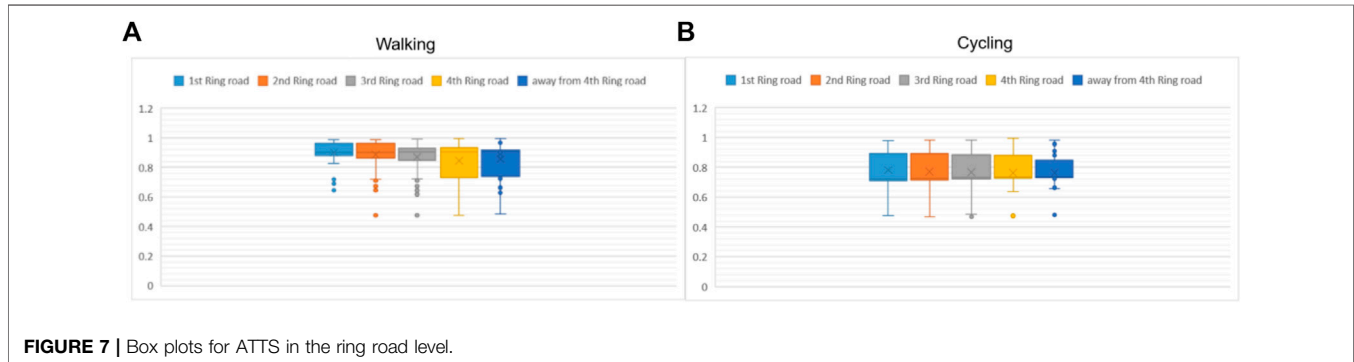 A
Walking
1st Ring road 2nd Ring road 3rd Ring road 4th Ring road away from 4th Ring road
1.2
1
0.8
0.6
0.4
0.2
0
B
Cycling
1st Ring road 2nd Ring road 3rd Ring road 4th Ring road away from 4th Ring road
1.2
1
0.8
0.6
0.4
0.2
0
FIGURE 7 | Box plots for ATTS in the ring road level.